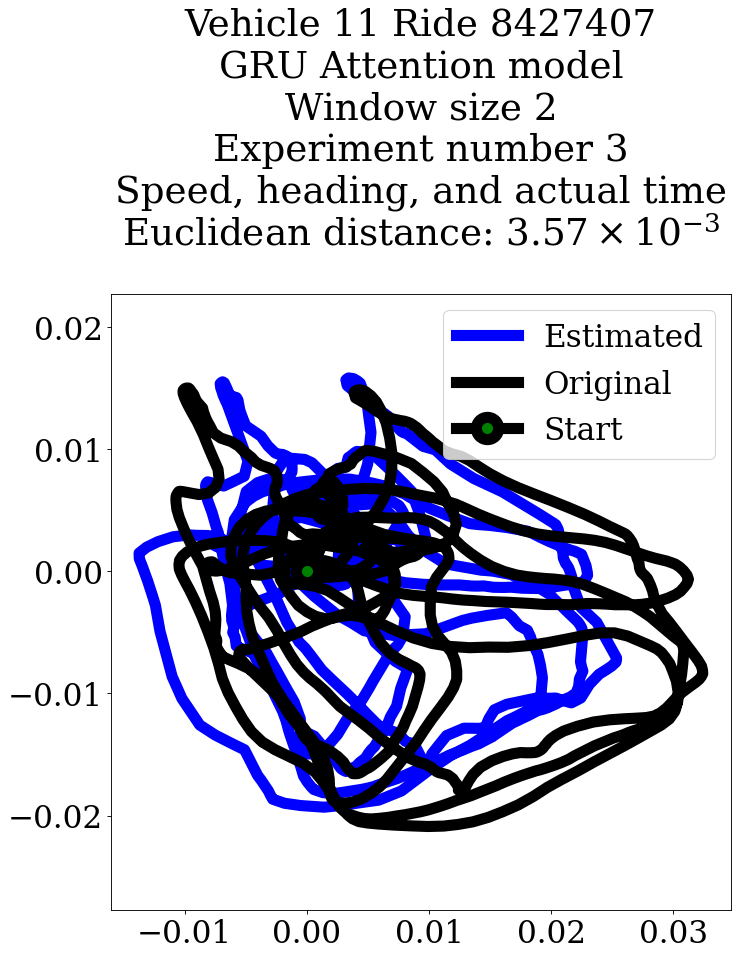 Vehicle 11 Ride 8427407
GRU Attention model
Window size 2
Experiment number 3
Speed, heading, and actual time
Euclidean distance: 3.57 × 10⁻³
Estimated
Original
Start
0.02
0.01
0.00
−0.01
−0.02
−0.01 0.00 0.01 0.02 0.03